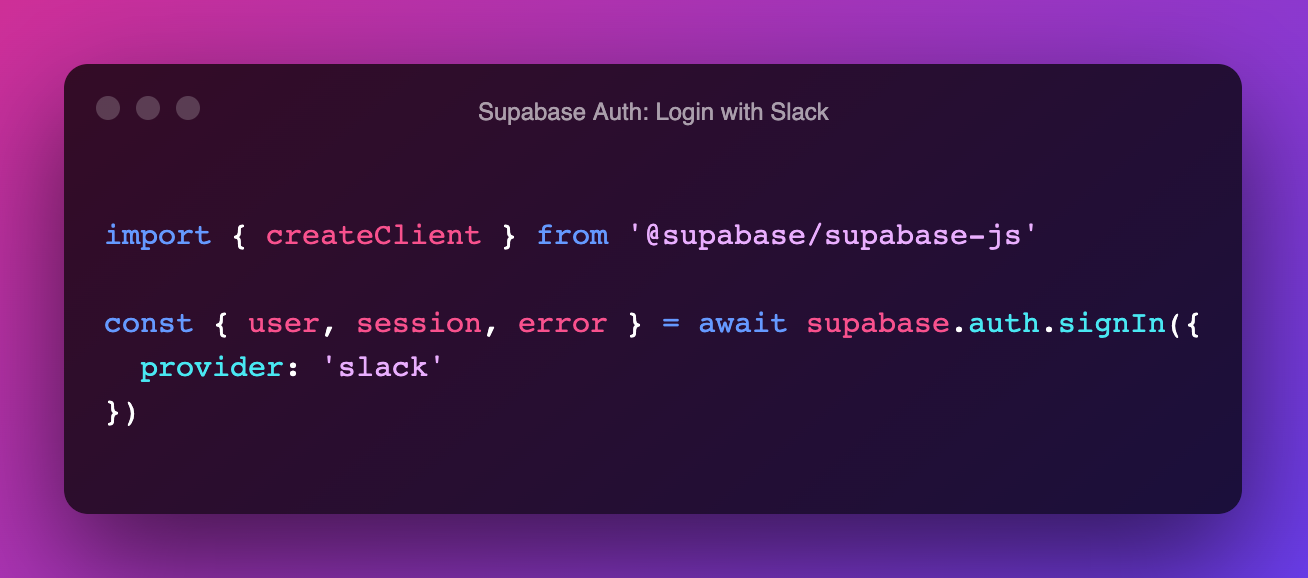 Supabase Auth: Login with Slack
import { createClient } from '@supabase/supabase-js'
const { user, session, error } = await supabase.auth.signIn({
  provider: 'slack'
})